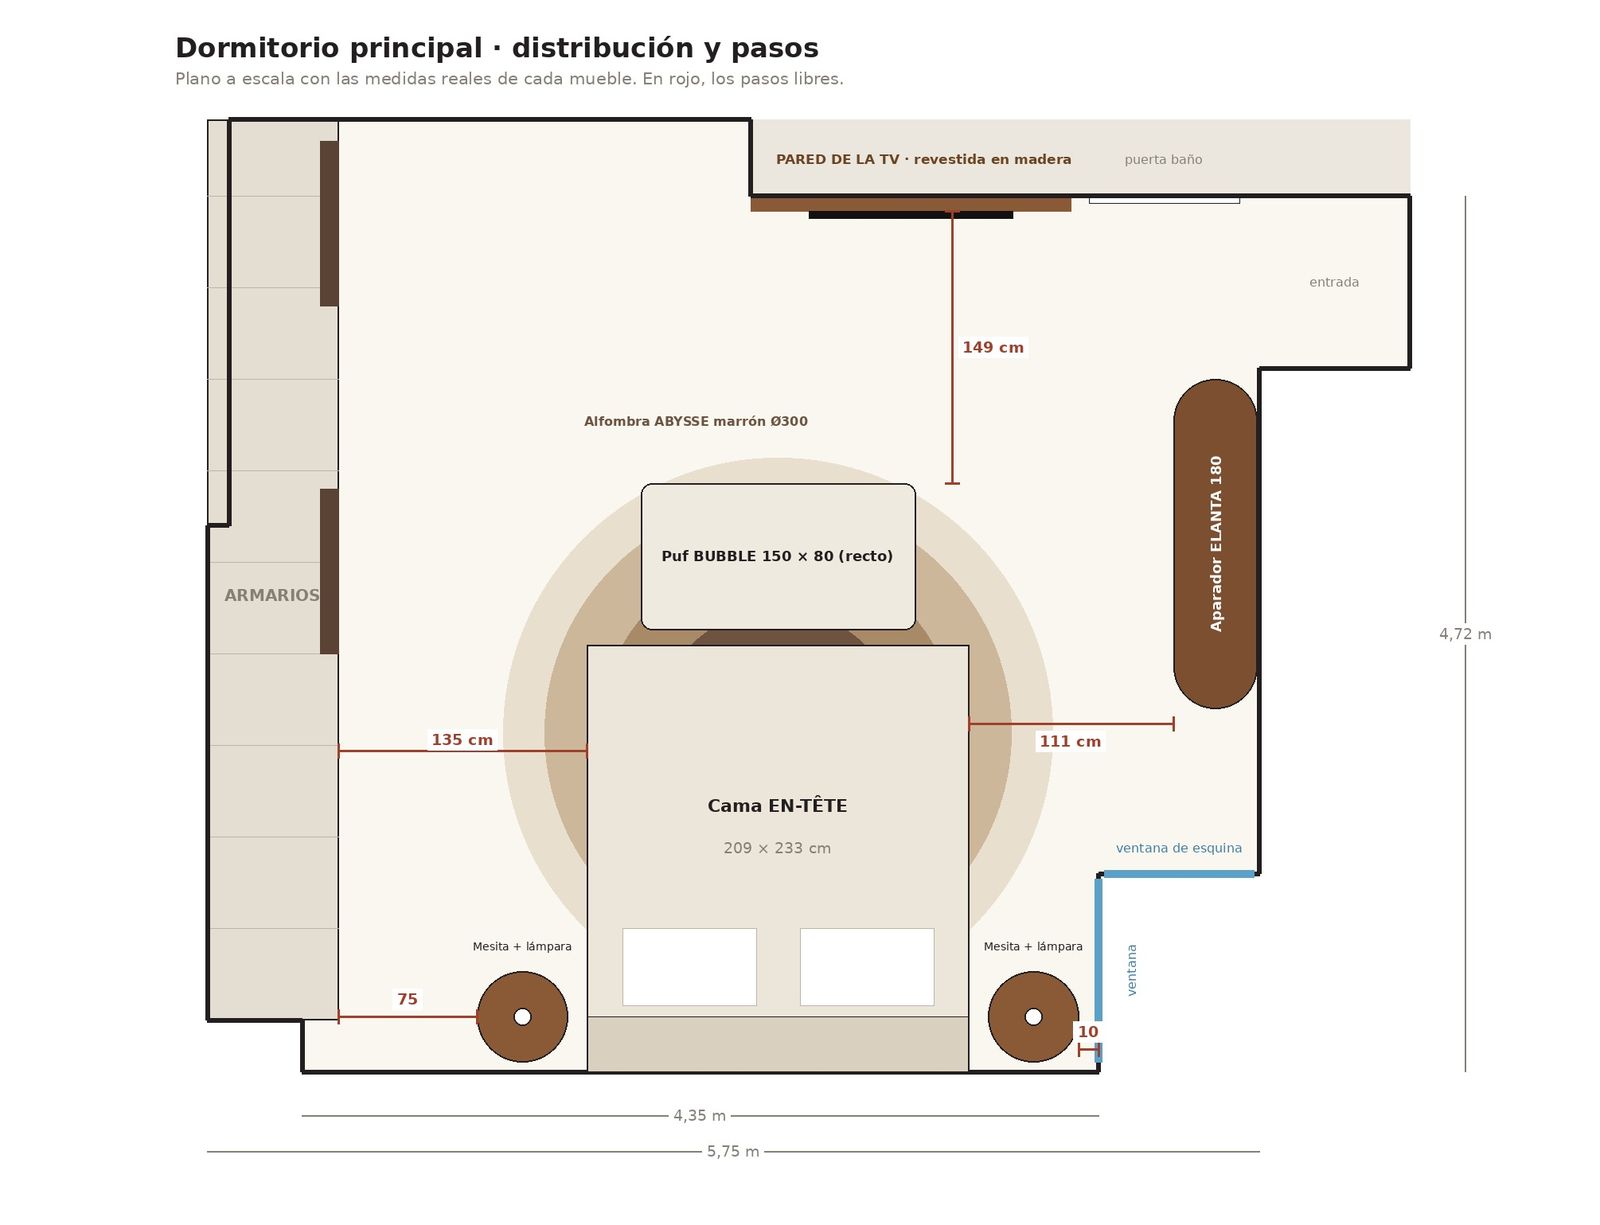 Dormitorio principal · distribución y pasos
Plano a escala con las medidas reales de cada mueble. En rojo, los pasos libres.
PARED DE LA TV · revestida en madera
puerta baño
entrada
149 cm
Alfombra ABYSSE marrón Ø300
Puf BUBBLE 150 × 80 (recto)
Aparador ELANTA 180
ARMARIOS
4,72 m
135 cm
111 cm
Cama EN-TÊTE
209 × 233 cm
ventana de esquina
Mesita + lámpara
Mesita + lámpara
ventana
75
10
4,35 m
5,75 m